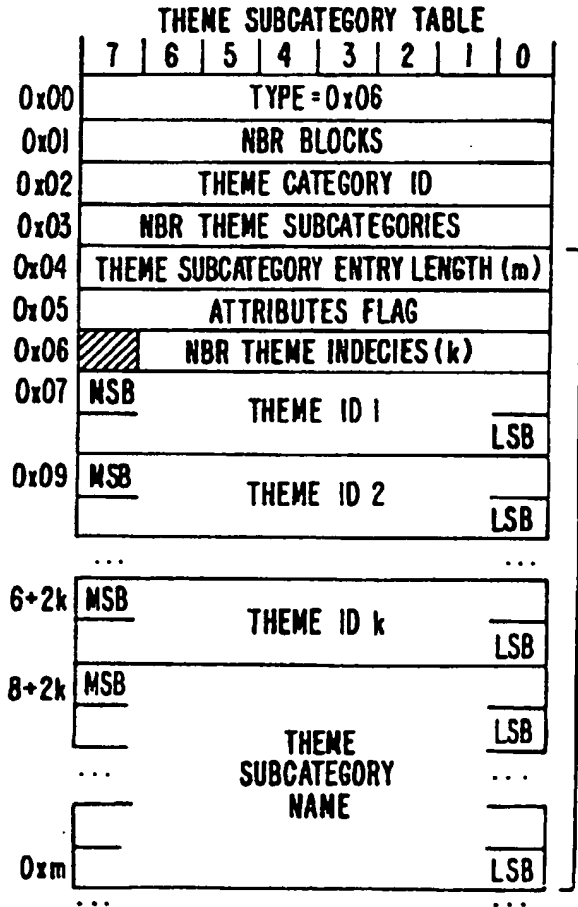 THEME SUBCATEGORY TABLE
7 6 5 4 3 2 1 0
0x00 TYPE=0x06
0x01 NBR BLOCKS
0x02 THEME CATEGORY ID
0x03 NBR THEME SUBCATEGORIES
0x04 THEME SUBCATEGORY ENTRY LENGTH (m)
0x05 ATTRIBUTES FLAG
0x06 NBR THEME INDECIES (k)
0x07 MSB
THEME ID 1
LSB
0x09 MSB
THEME ID 2
LSB
... ...
6+2k MSB
THEME ID k
LSB
8+2k MSB
LSB
THEME
... SUBCATEGORY ...
NAME
0xm LSB
... ...